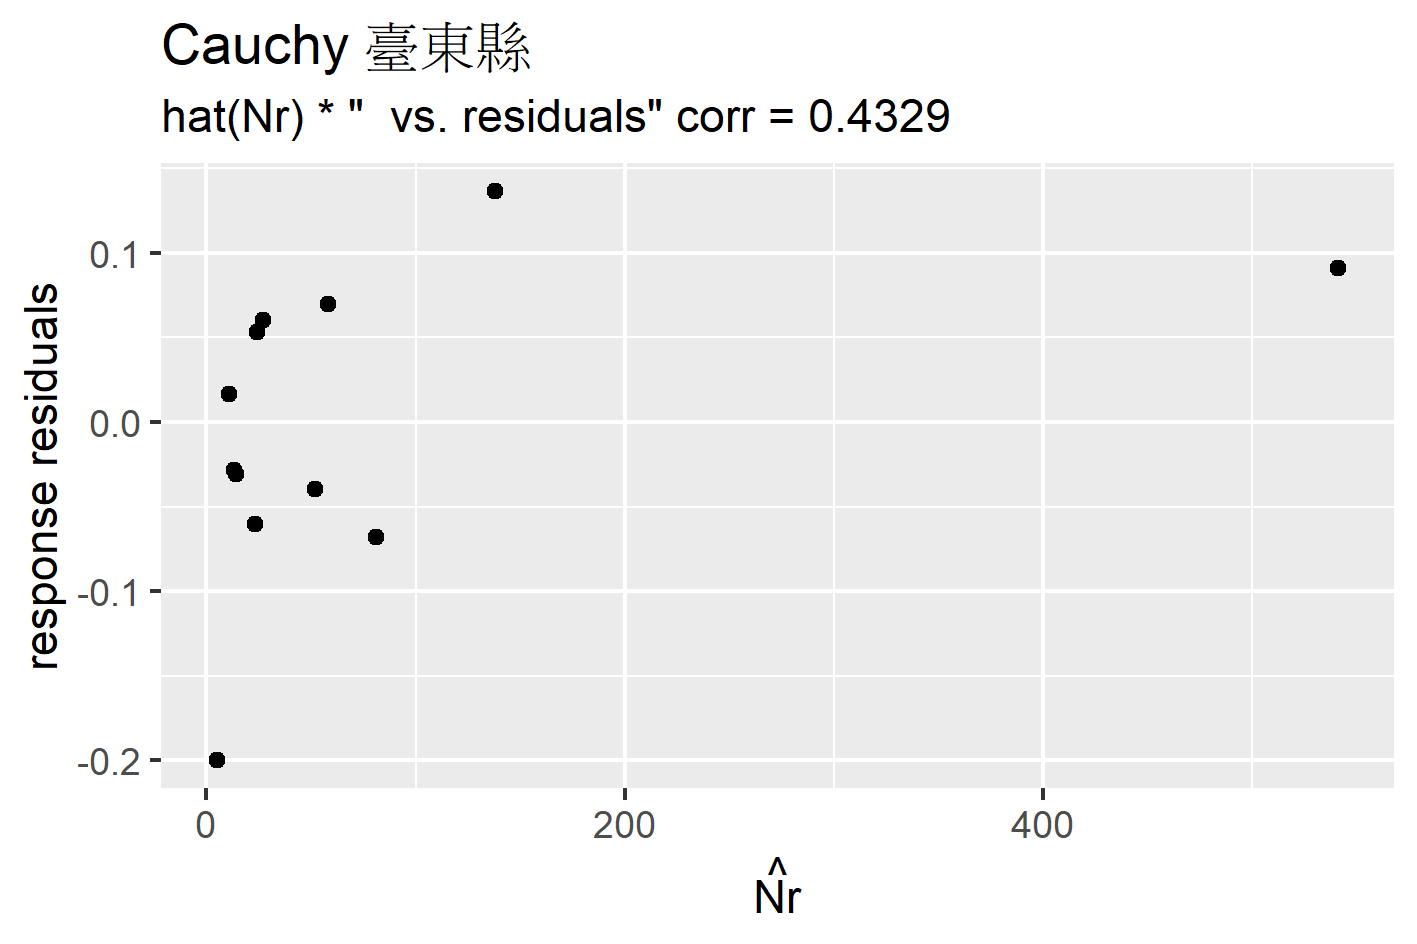 Cauchy 臺東縣
hat(Nr) * "  vs. residuals" corr = 0.4329
response residuals
0.1
0.0
-0.1
-0.2
0
200
400
N̂r